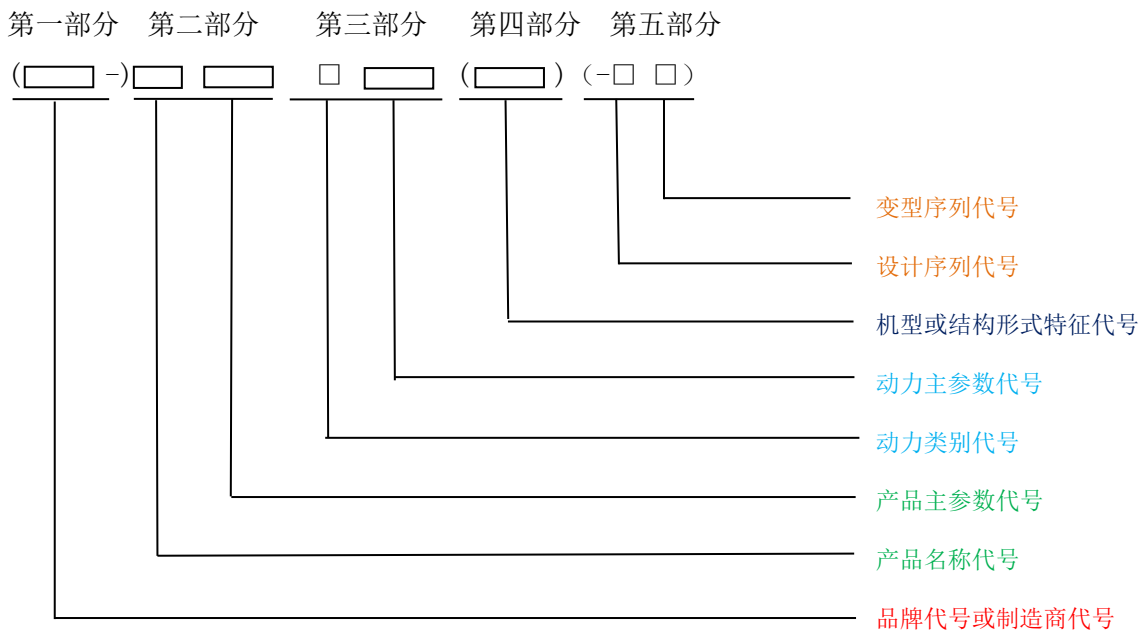 第一部分 第二部分 第三部分 第四部分 第五部分
(▭-)▭ ▭ □ ▭ (▭) (-□ □)
变型序列代号
设计序列代号
机型或结构形式特征代号
动力主参数代号
动力类别代号
产品主参数代号
产品名称代号
品牌代号或制造商代号